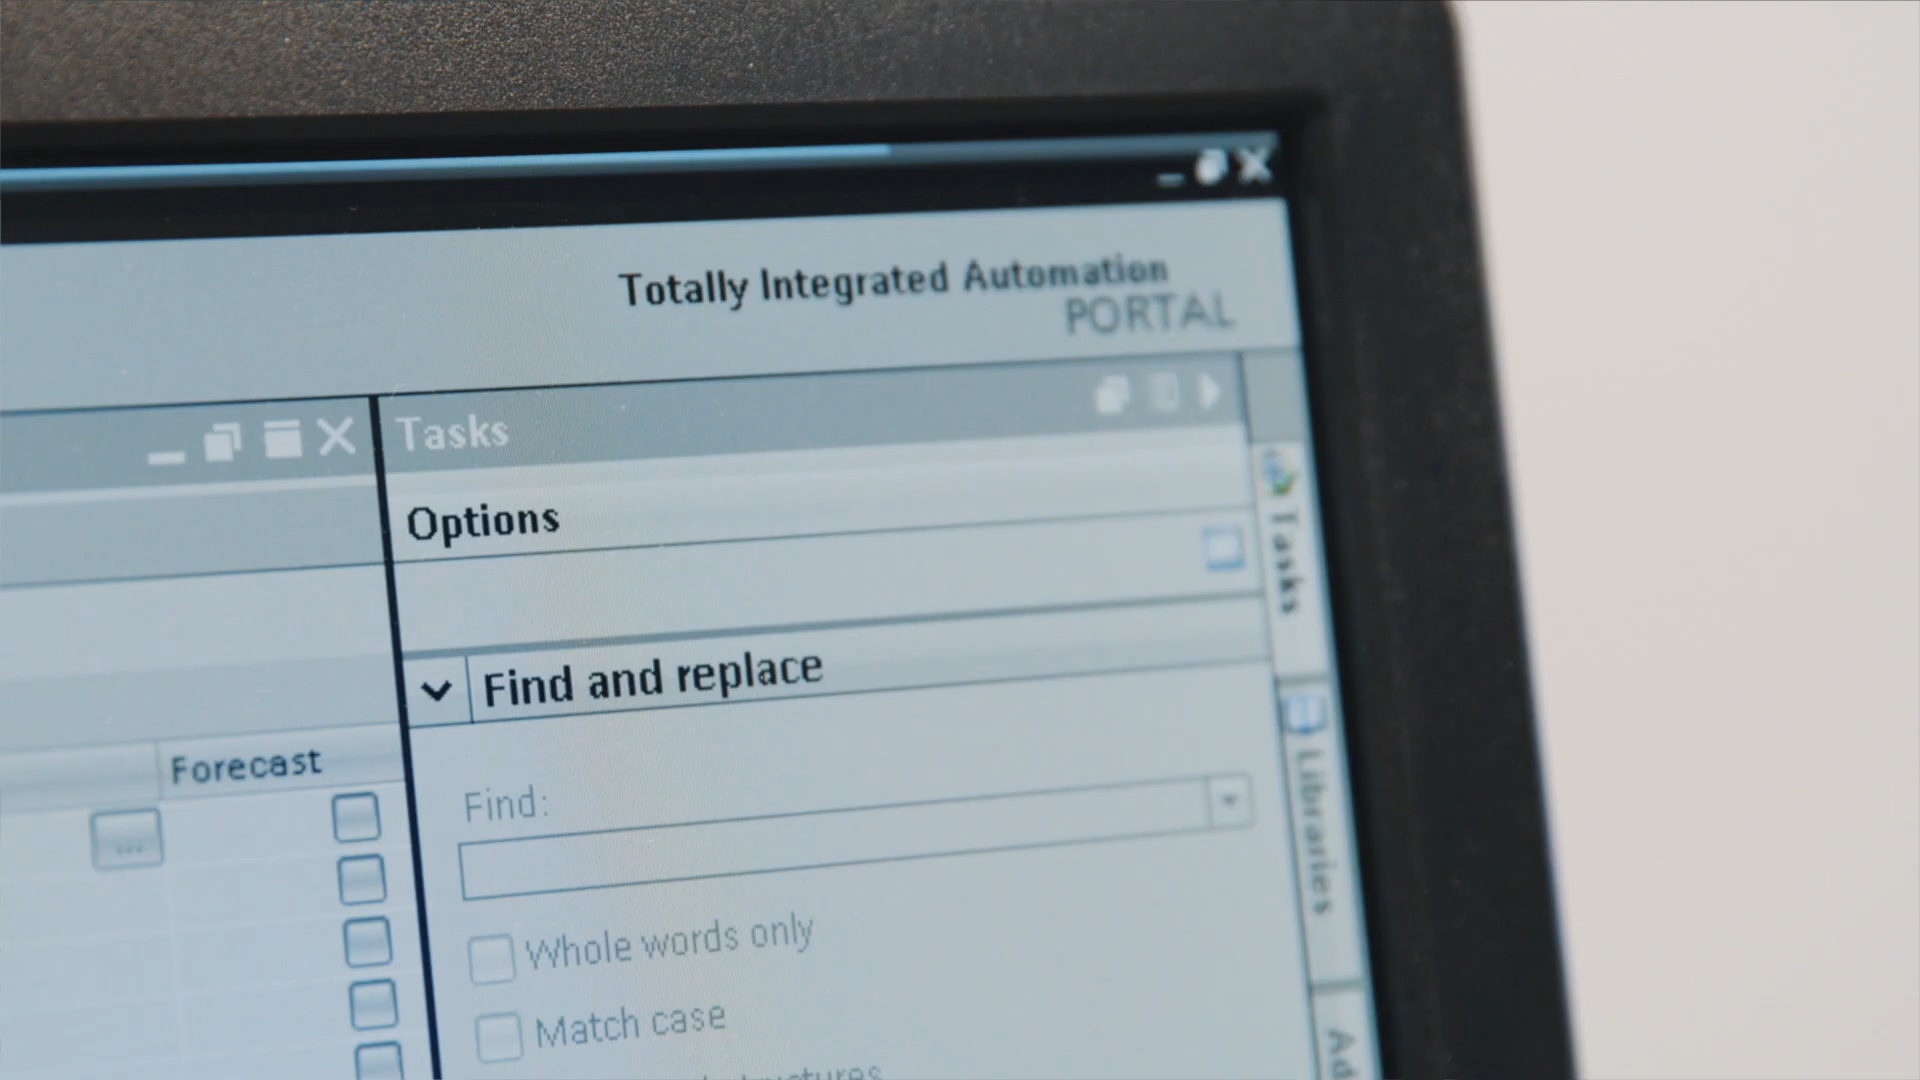 Totally Integrated Automation
PORTAL
Tasks
Options
Find and replace
Forecast
Find:
...
Whole words only
Match case
Tasks
Libraries